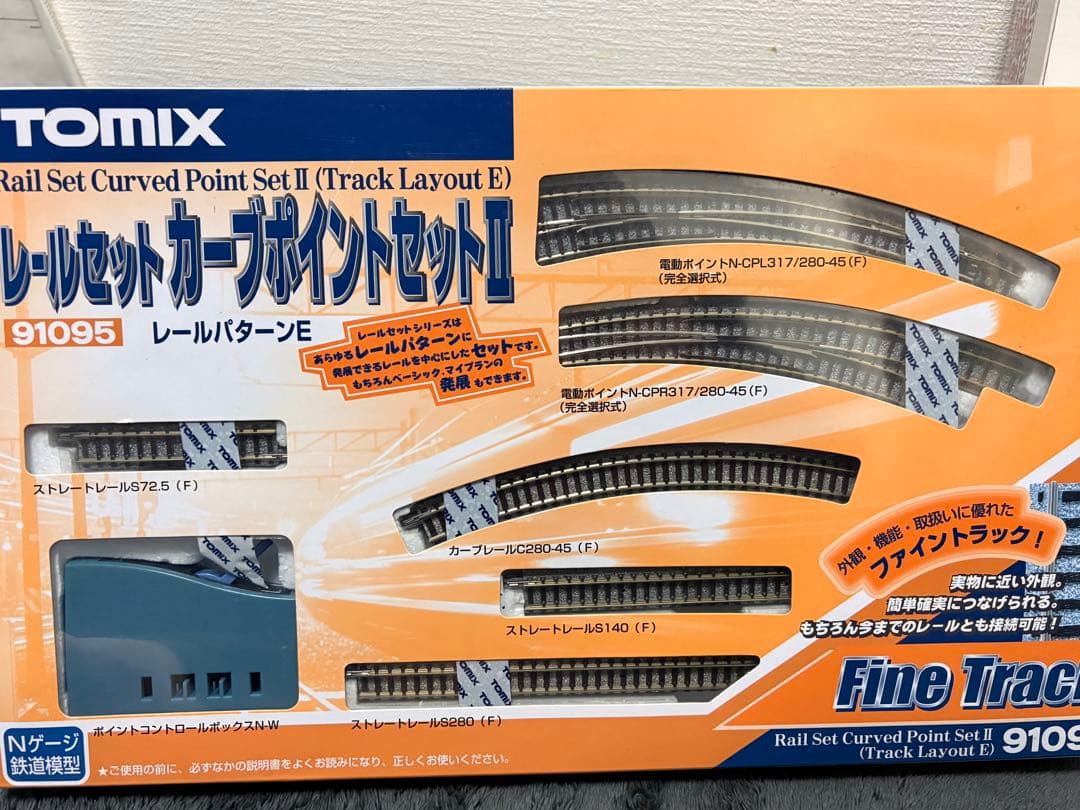 TOMIX
Rail Set Curved Point Set Ⅱ (Track Layout E)
レールセット カーブポイントセットⅡ
91095 レールパターンE
レールセットシリーズは
あらゆるレールパターンに
発展できるレールを中心にしたセットです。
もちろんベーシック、マイプランの
発展もできます。
電動ポイントN-CPL317/280-45(F)
(完全選択式)
電動ポイントN-CPR317/280-45(F)
(完全選択式)
TOMIX
TOMIX
TOMIX
ストレートレールS72.5(F)
TOMIX
カーブレールC280-45(F)
TOMIX
ストレートレールS140(F)
TOMIX
ストレートレールS280(F)
ポイントコントロールボックスN-W
外観・機能・取扱いに優れた
ファイントラック!
実物に近い外観。
簡単確実につなげられる。
もちろん今までのレールとも接続可能!
Fine Trac
Rail Set Curved Point Set Ⅱ
(Track Layout E) 9109
Nゲージ
鉄道模型
★ご使用の前に、必ずなかの説明書をよくお読みになり、正しくお使いください。